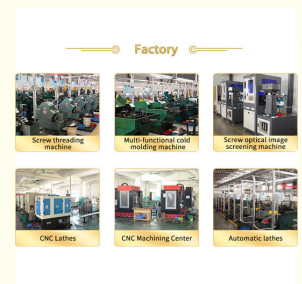 Factory
Screw threading
machine
Multi-functional cold
molding machine
Screw optical image
screening machine
CNC Lathes
CNC Machining Center
Automatic lathes